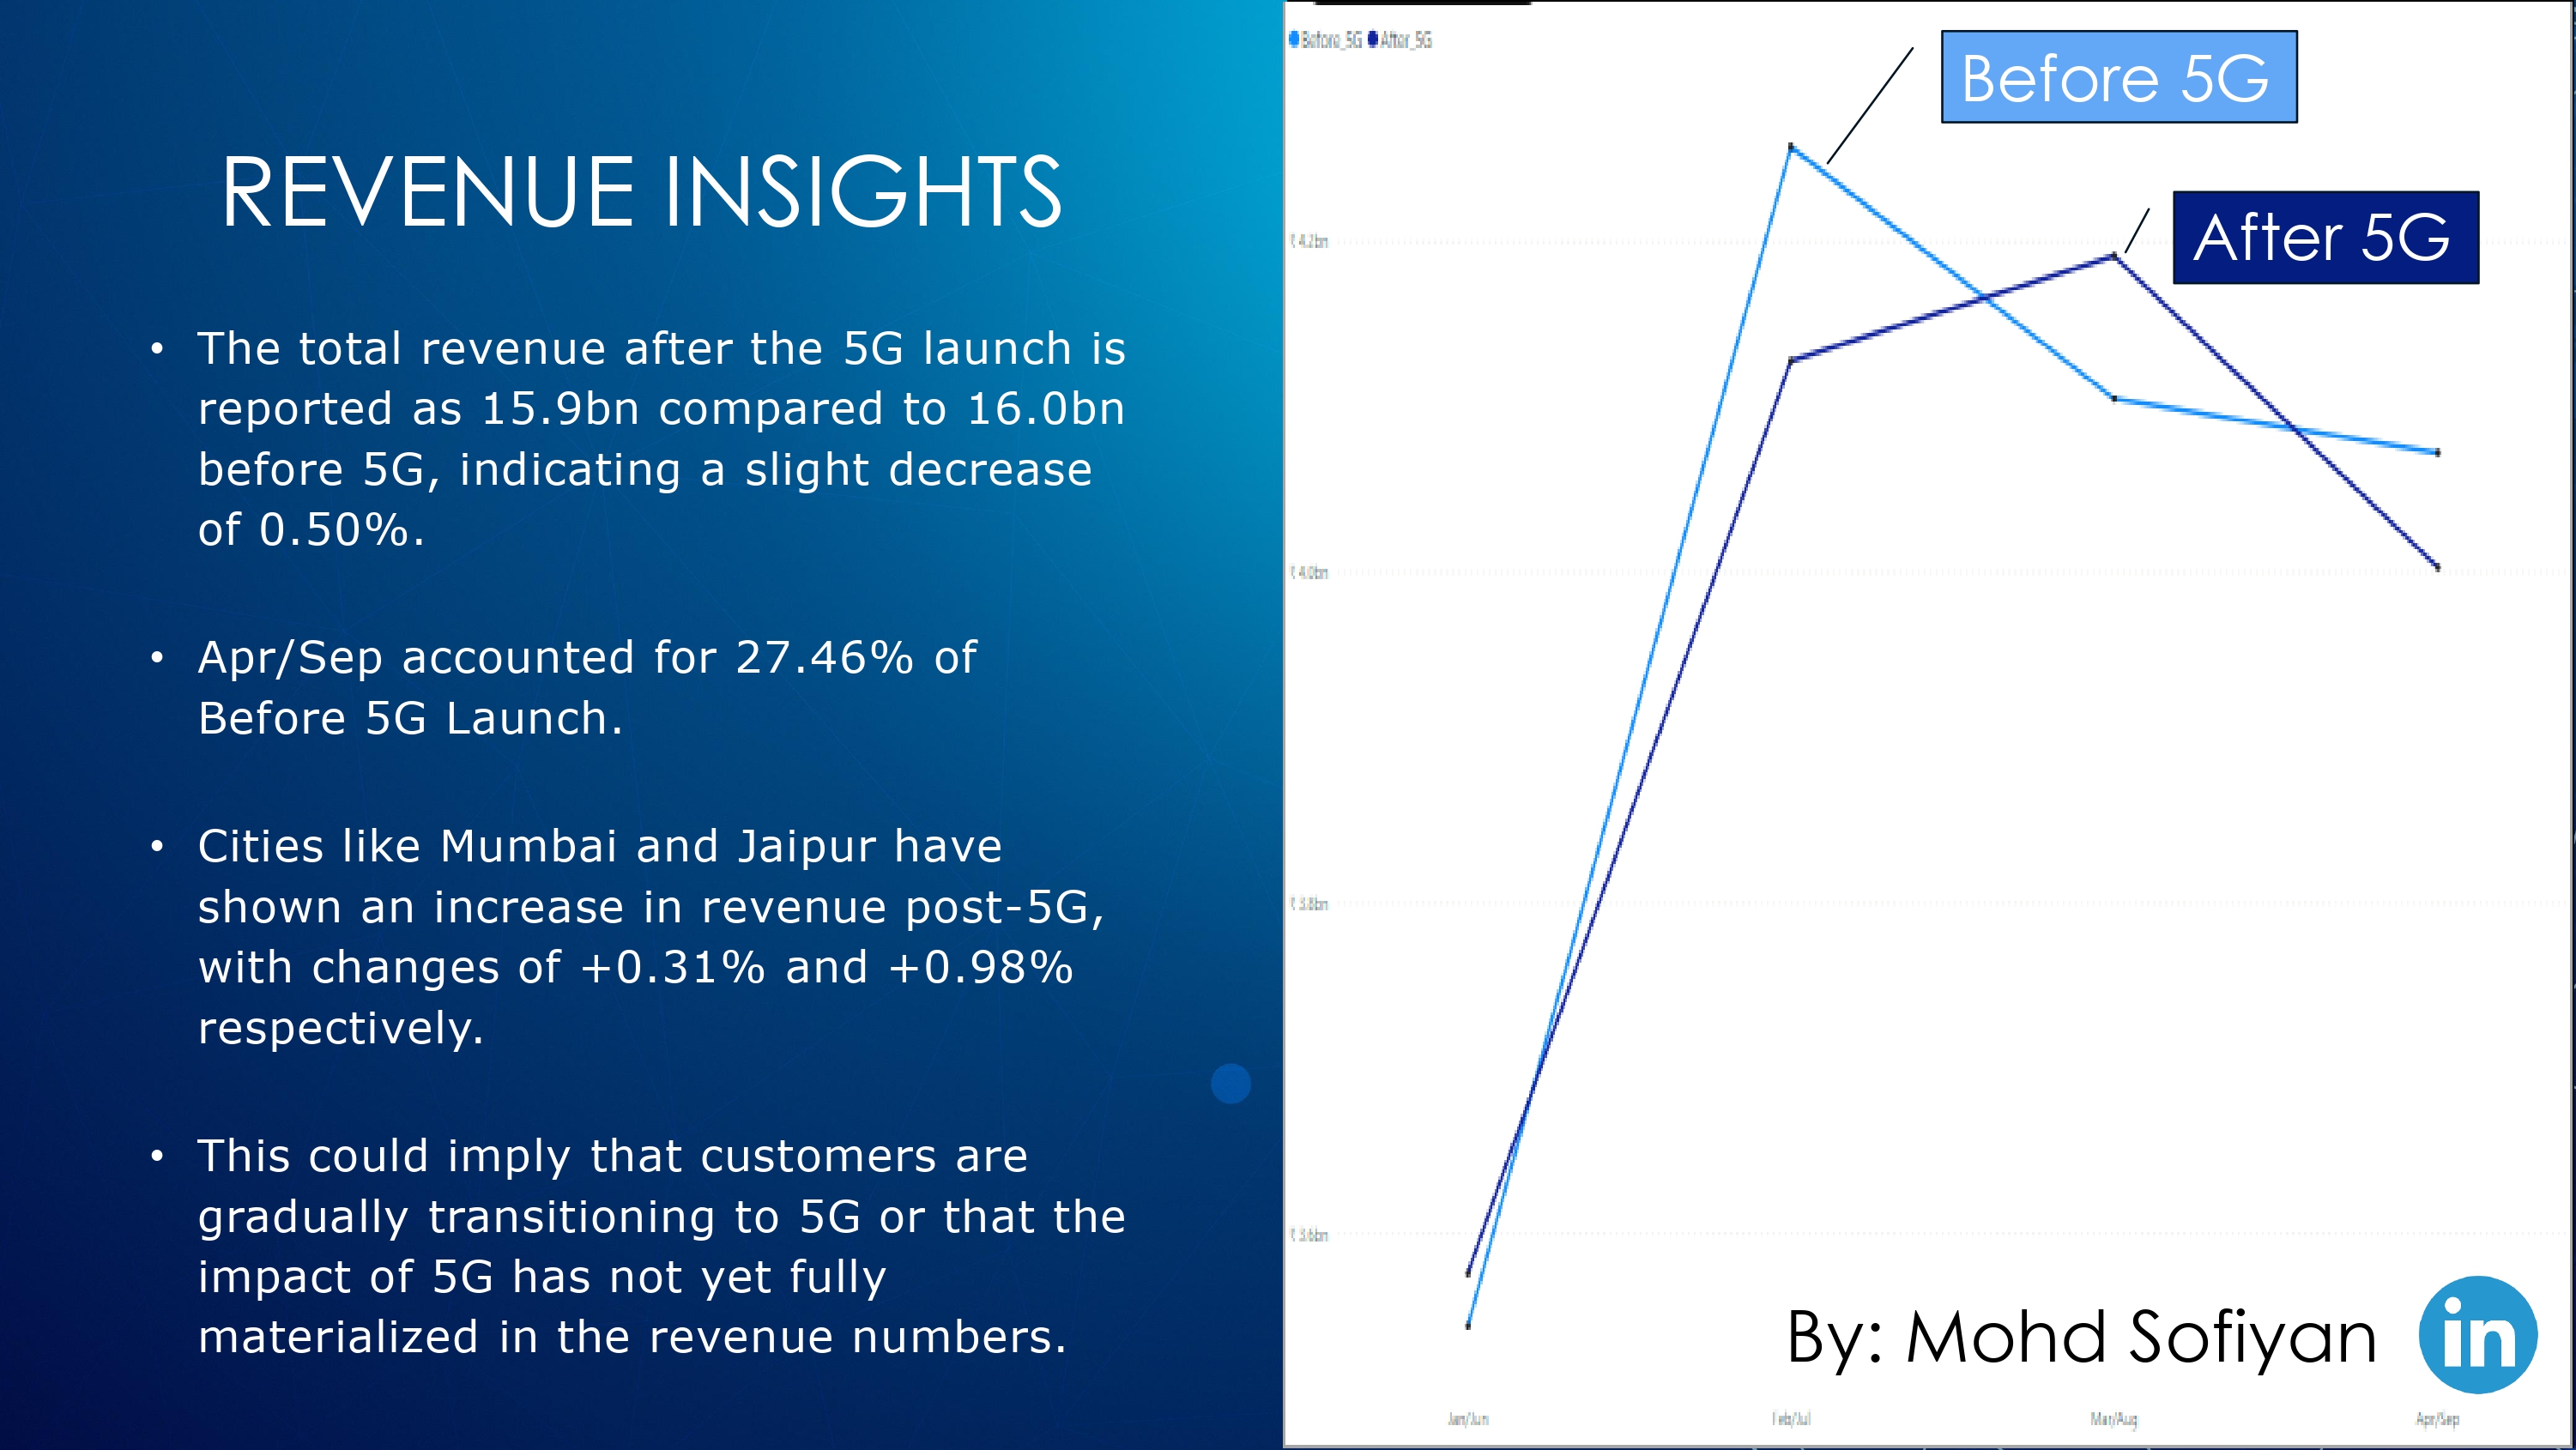 REVENUE INSIGHTS
• The total revenue after the 5G launch is
reported as 15.9bn compared to 16.0bn
before 5G, indicating a slight decrease
of 0.50%.
• Apr/Sep accounted for 27.46% of
Before 5G Launch.
• Cities like Mumbai and Jaipur have
shown an increase in revenue post-5G,
with changes of +0.31% and +0.98%
respectively.
• This could imply that customers are
gradually transitioning to 5G or that the
impact of 5G has not yet fully
materialized in the revenue numbers.
Before_5G After_5G
Before 5G
After 5G
₹4.2bn
₹4.0bn
₹3.8bn
₹3.6bn
By: Mohd Sofiyan
in
Jan/Jun Feb/Jul Mar/Aug Apr/Sep